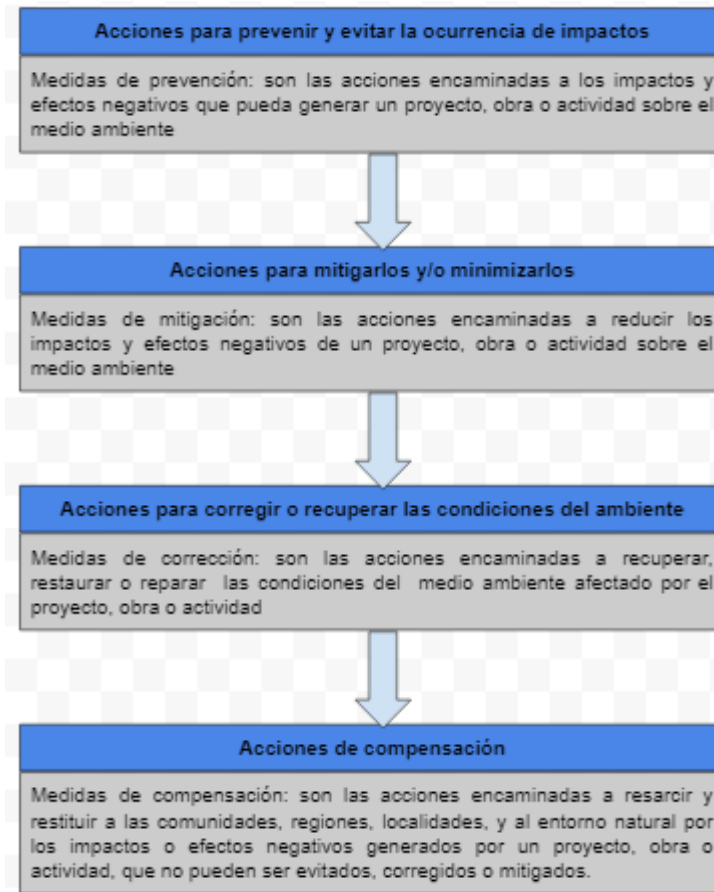 Acciones para prevenir y evitar la ocurrencia de impactos
Medidas de prevención: son las acciones encaminadas a los impactos y
efectos negativos que pueda generar un proyecto, obra o actividad sobre el
medio ambiente
Acciones para mitigarlos y/o minimizarlos
Medidas de mitigación: son las acciones encaminadas a reducir los
impactos y efectos negativos de un proyecto, obra o actividad sobre el
medio ambiente
Acciones para corregir o recuperar las condiciones del ambiente
Medidas de corrección: son las acciones encaminadas a recuperar,
restaurar o reparar las condiciones del medio ambiente afectado por el
proyecto, obra o actividad
Acciones de compensación
Medidas de compensación: son las acciones encaminadas a resarcir y
restituir a las comunidades, regiones, localidades, y al entorno natural por
los impactos o efectos negativos generados por un proyecto, obra o
actividad, que no pueden ser evitados, corregidos o mitigados.